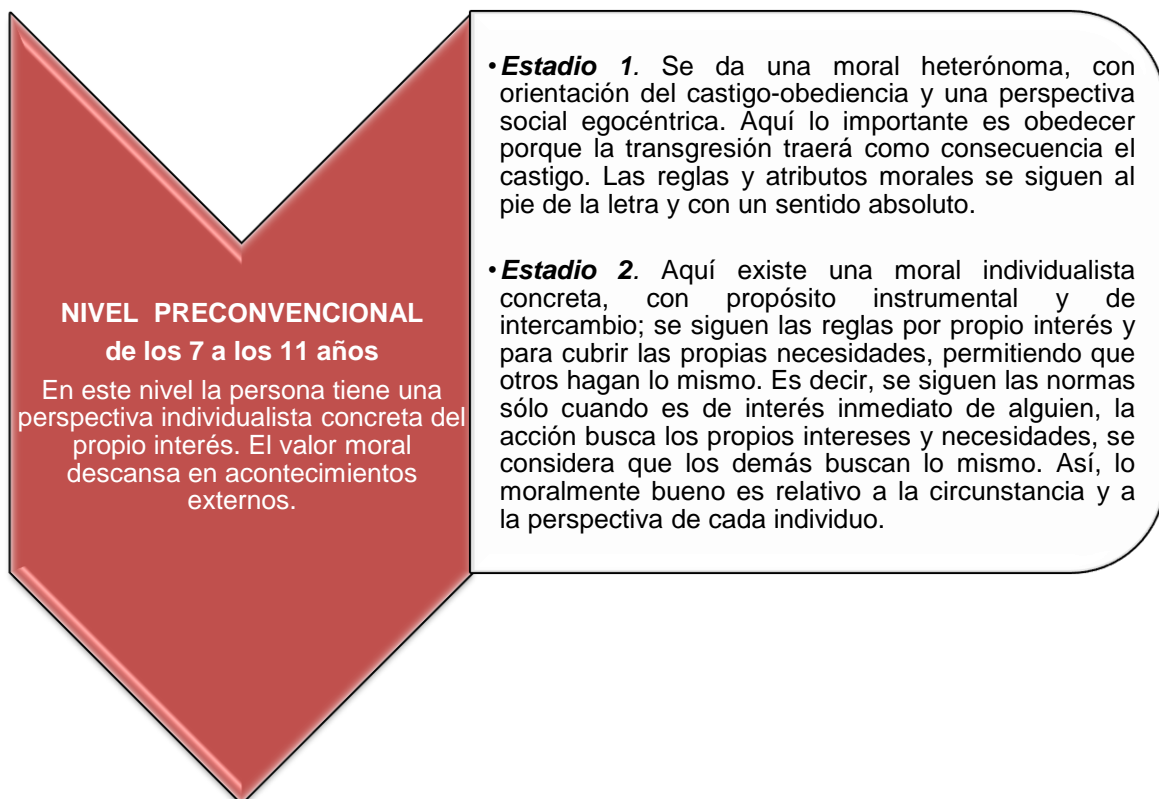 NIVEL PRECONVENCIONAL
de los 7 a los 11 años
En este nivel la persona tiene una
perspectiva individualista concreta del
propio interés. El valor moral
descansa en acontecimientos
externos.
•Estadio 1. Se da una moral heterónoma, con
orientación del castigo-obediencia y una perspectiva
social egocéntrica. Aquí lo importante es obedecer
porque la transgresión traerá como consecuencia el
castigo. Las reglas y atributos morales se siguen al
pie de la letra y con un sentido absoluto.
•Estadio 2. Aquí existe una moral individualista
concreta, con propósito instrumental y de
intercambio; se siguen las reglas por propio interés y
para cubrir las propias necesidades, permitiendo que
otros hagan lo mismo. Es decir, se siguen las normas
sólo cuando es de interés inmediato de alguien, la
acción busca los propios intereses y necesidades, se
considera que los demás buscan lo mismo. Así, lo
moralmente bueno es relativo a la circunstancia y a
la perspectiva de cada individuo.